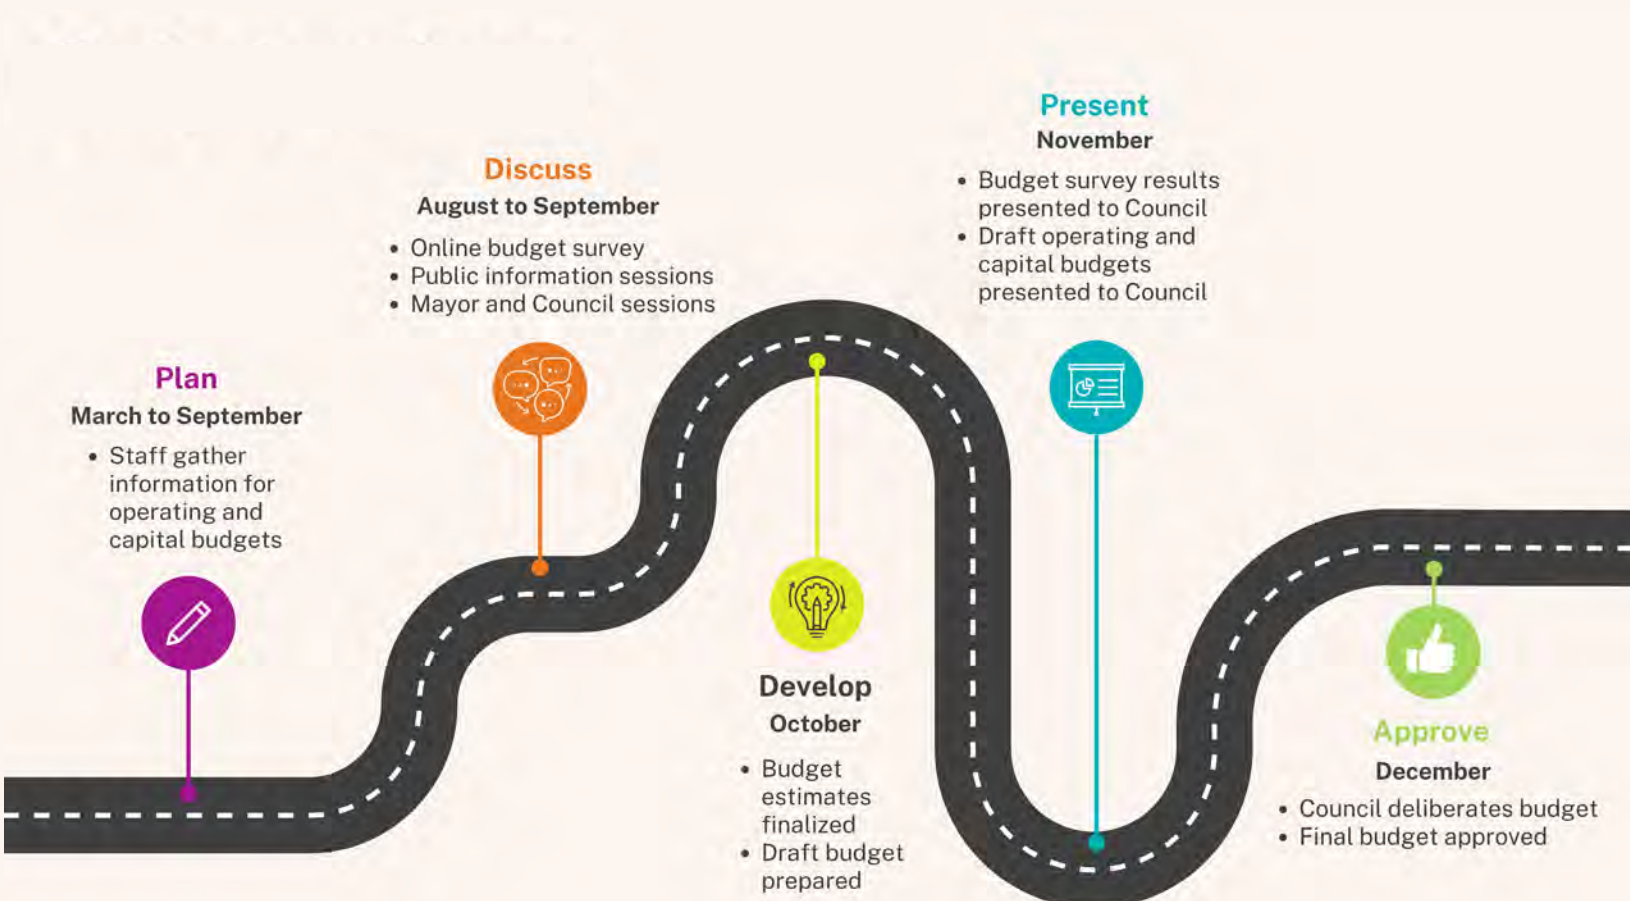 Plan
March to September
• Staff gather
information for
operating and
capital budgets
Discuss
August to September
• Online budget survey
• Public information sessions
• Mayor and Council sessions
Develop
October
• Budget
estimates
finalized
• Draft budget
prepared
Present
November
• Budget survey results
presented to Council
• Draft operating and
capital budgets
presented to Council
Approve
December
• Council deliberates budget
• Final budget approved